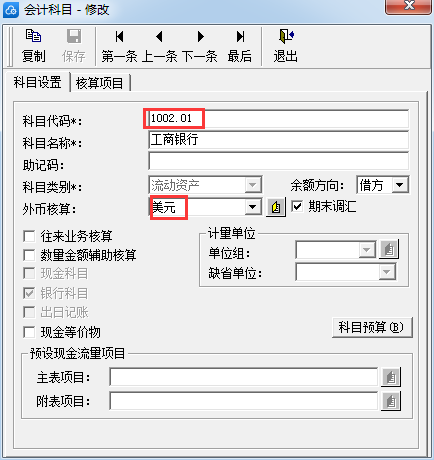 会计科目 - 修改
复制 保存 第一条 上一条 下一条 最后 退出
科目设置 核算项目
科目代码*: 1002.01
科目名称*: 工商银行
助记码:
科目类别*: 流动资产 余额方向: 借方
外币核算: 美元 期末调汇
往来业务核算
数量金额辅助核算
现金科目
银行科目
出日记账
现金等价物
计量单位
单位组:
缺省单位:
科目预算(B)
预设现金流量项目
主表项目:
附表项目: